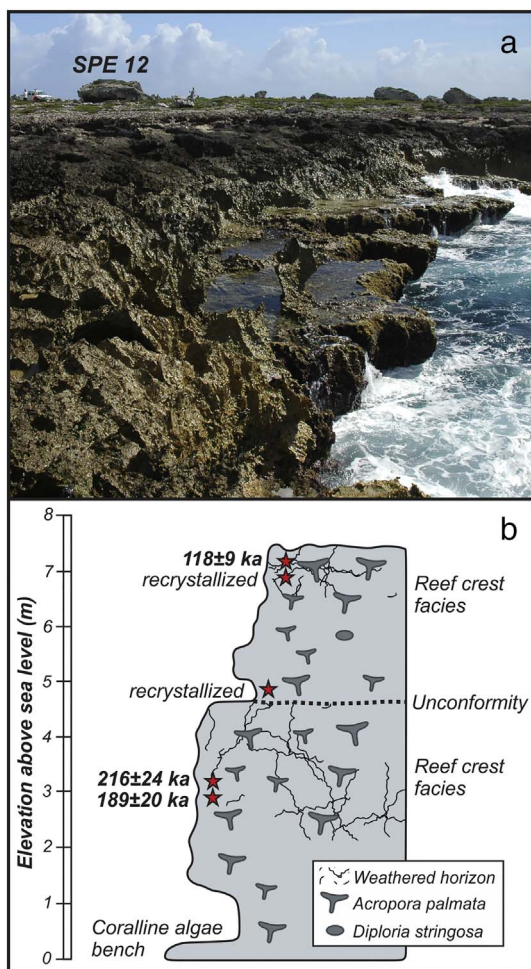 a
SPE 12
b
8
7
6
5
4
3
2
1
0
Elevation above sea level (m)
118±9 ka
recrystallized
Reef crest
facies
recrystallized
Unconformity
216±24 ka
189±20 ka
Reef crest
facies
Weathered horizon
Acropora palmata
Diploria stringosa
Coralline algae
bench